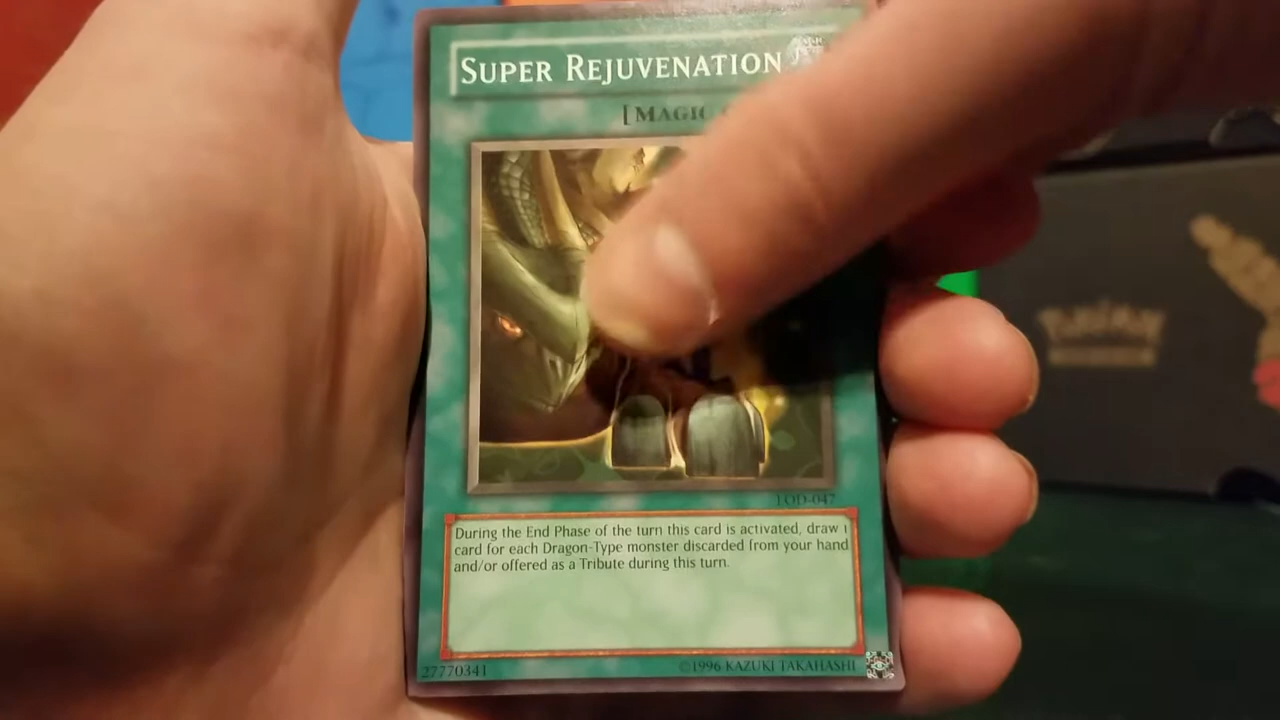 SUPER REJUVENATION
[MAGIC
LOD-047
During the End Phase of the turn this card is activated, draw 1
card for each Dragon-Type monster discarded from your hand
and/or offered as a Tribute during this turn.
27770341
©1996 KAZUKI TAKAHASHI
POKéMON